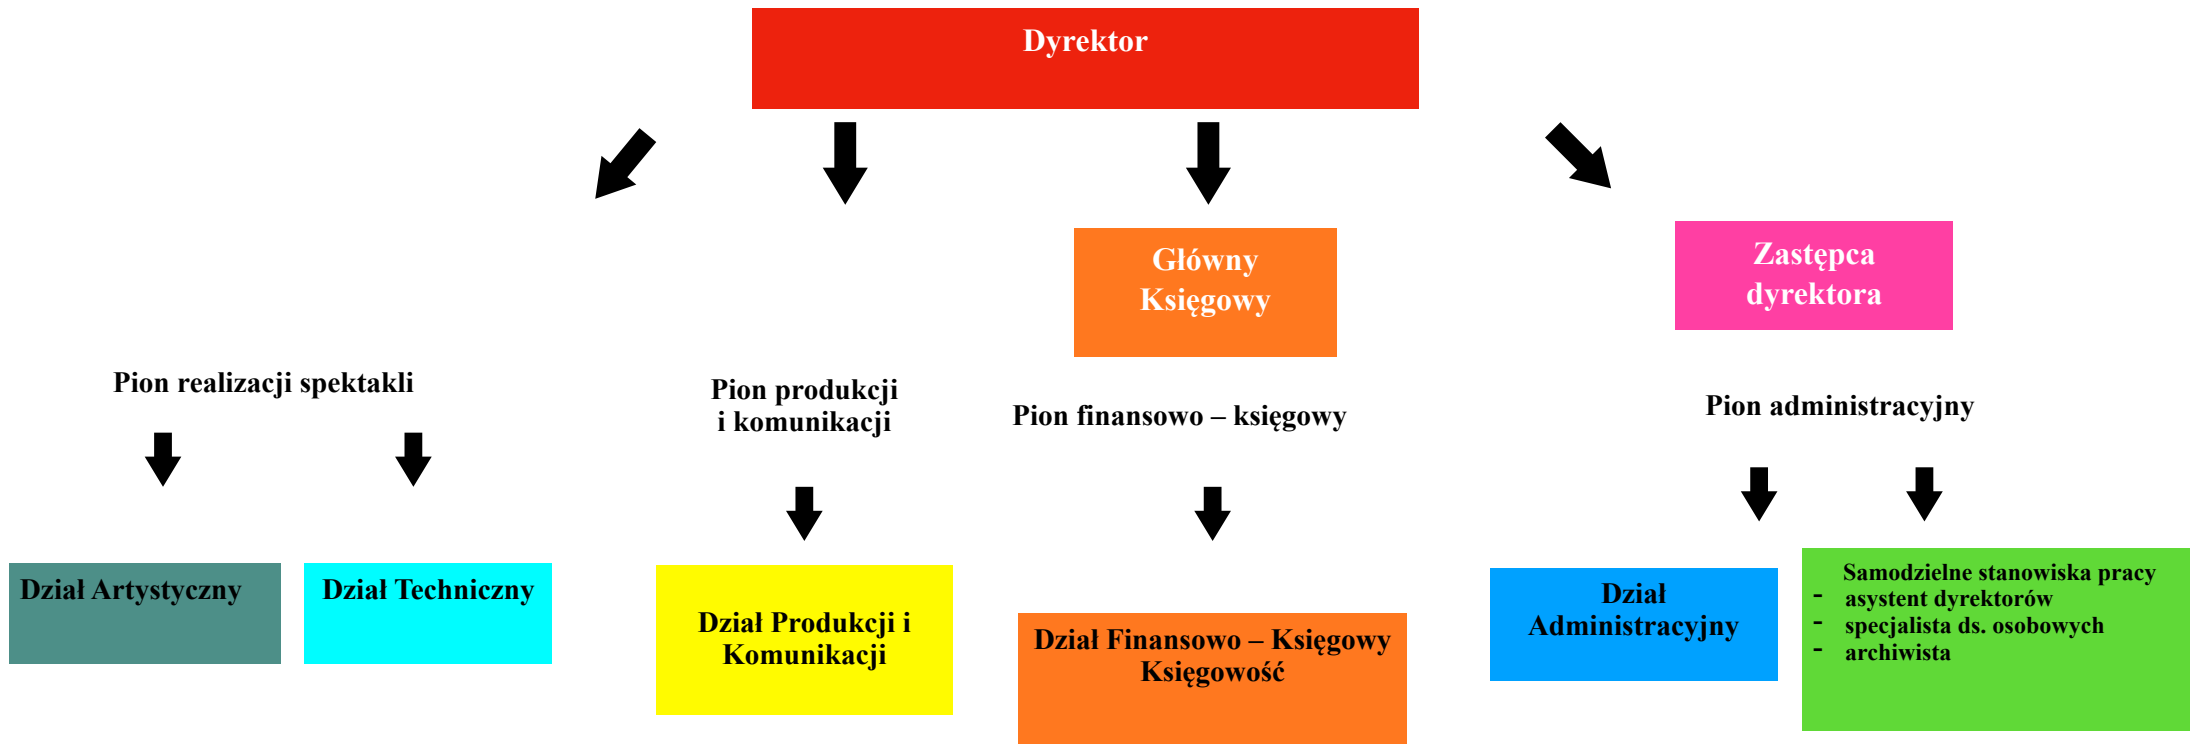 Dyrektor
Główny
Księgowy
Zastępca
dyrektora
Pion realizacji spektakli
Pion produkcji
i komunikacji
Pion finansowo – księgowy
Pion administracyjny
Dział Artystyczny
Dział Techniczny
Dział Produkcji i
Komunikacji
Dział Finansowo – Księgowy
Księgowość
Dział
Administracyjny
Samodzielne stanowiska pracy
- asystent dyrektorów
- specjalista ds. osobowych
- archiwista